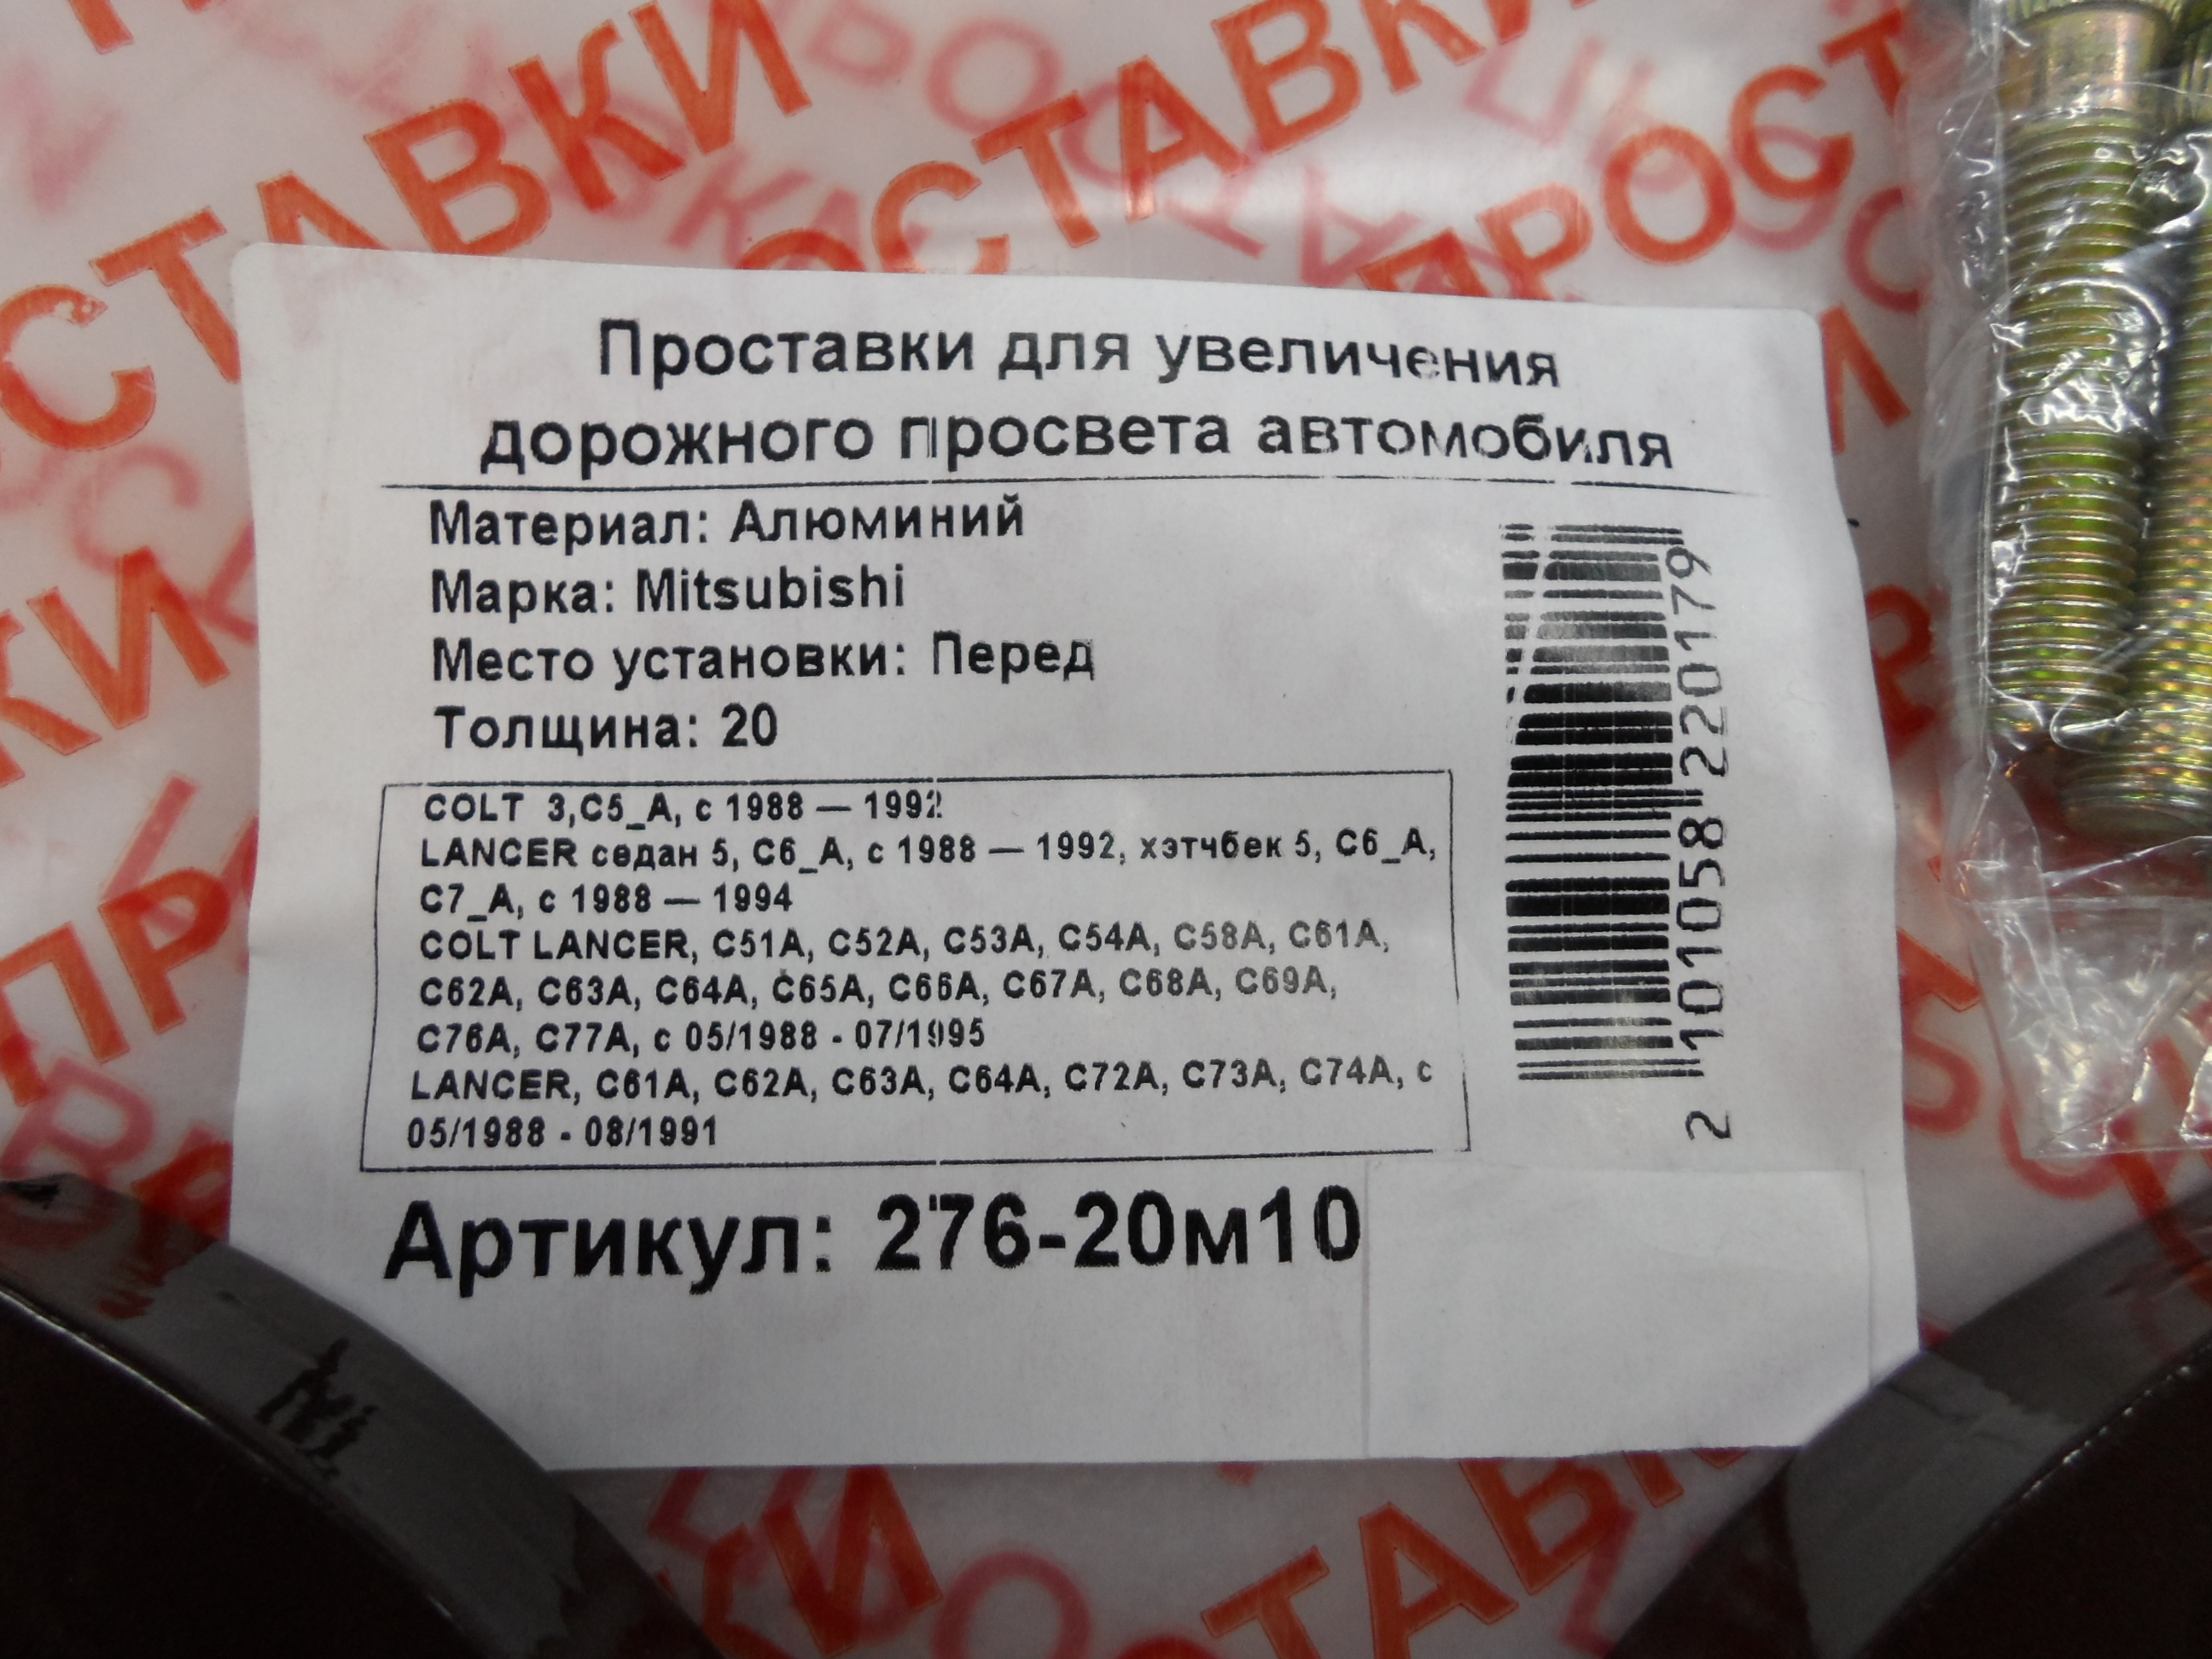 Проставки для увеличения
дорожного просвета автомобиля
Материал: Алюминий
Марка: Mitsubishi
Место установки: Перед
Толщина: 20
COLT 3,C5_A, с 1988 — 1992
LANCER седан 5, C6_A, с 1988 — 1992, хэтчбек 5, C6_A,
C7_A, с 1988 — 1994
COLT LANCER, C51A, C52A, C53A, C54A, C58A, C61A,
C62A, C63A, C64A, C65A, C66A, C67A, C68A, C69A,
C76A, C77A, с 05/1988 - 07/1995
LANCER, C61A, C62A, C63A, C64A, C72A, C73A, C74A, с
05/1988 - 08/1991
Артикул: 276-20м10
2 101058 220179